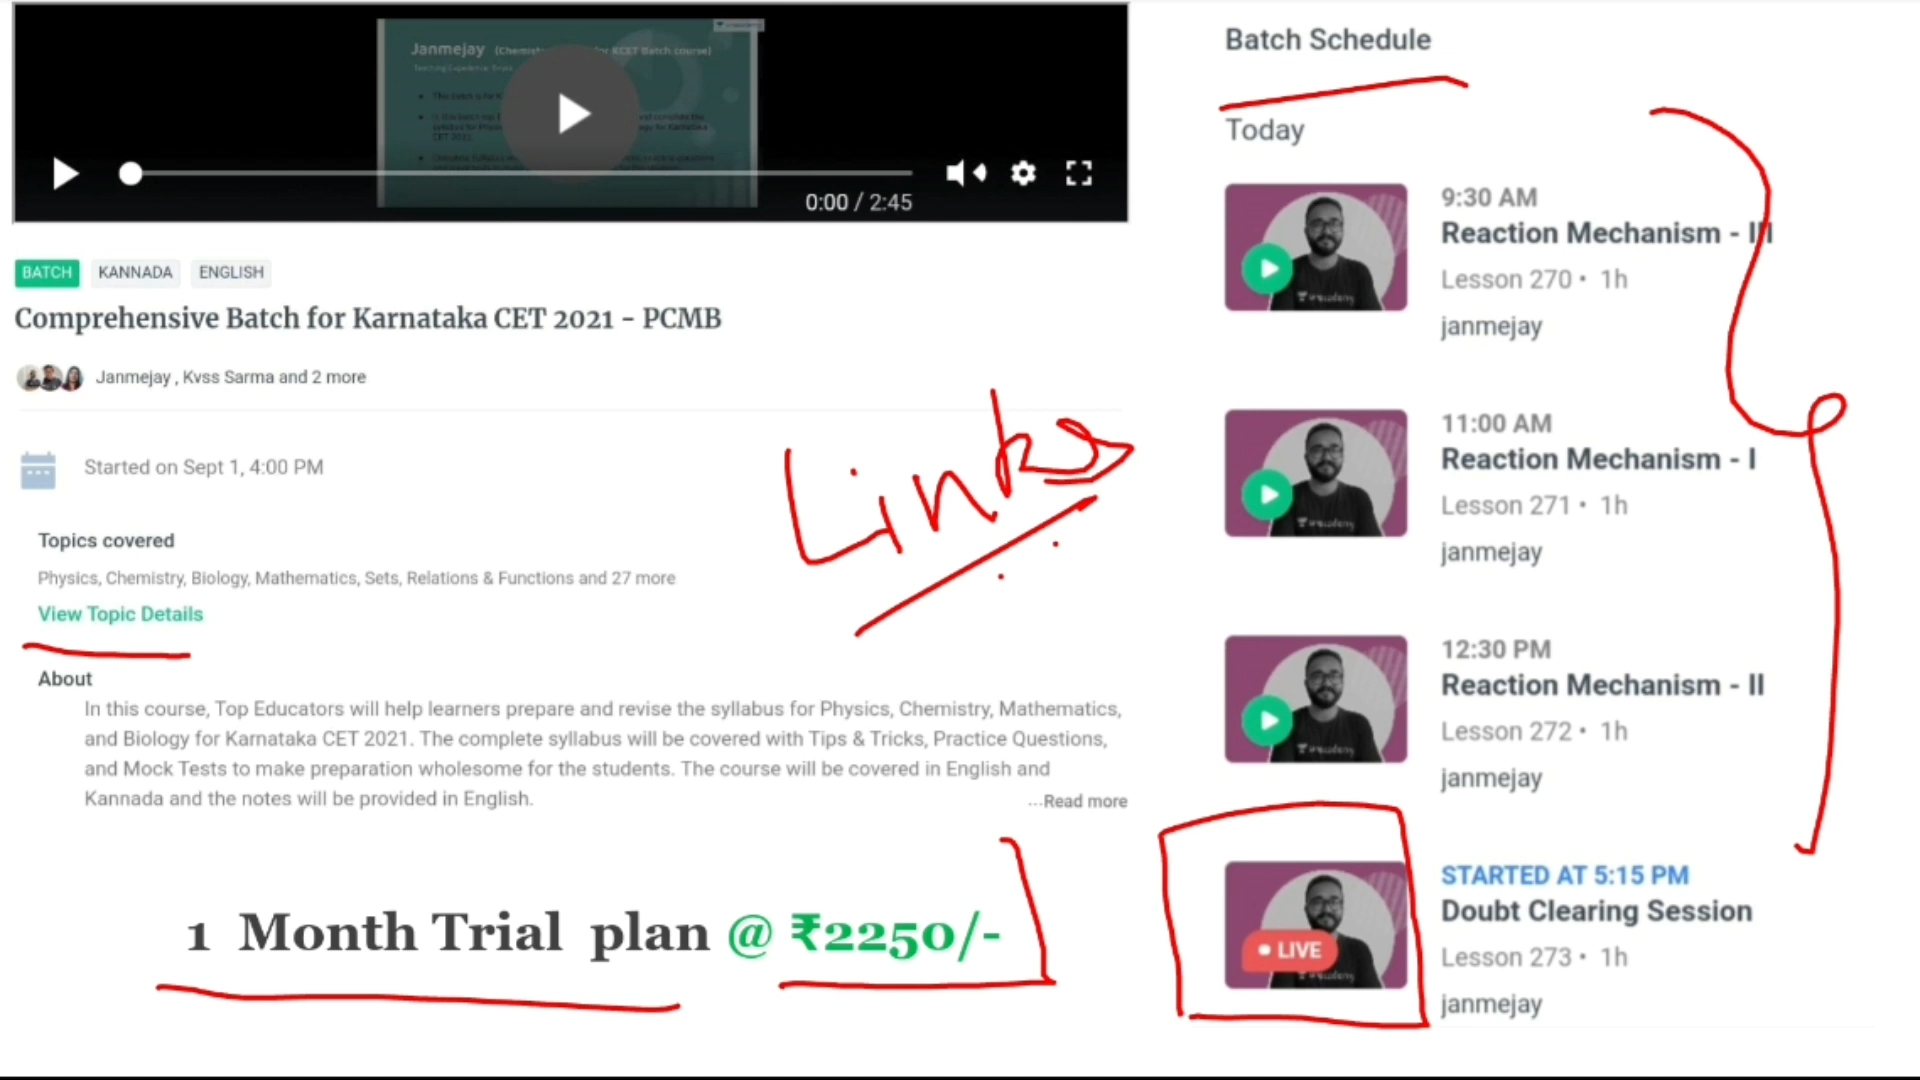 Janmejay (Chemistry for KCET Batch course)
0:00 / 2:45
BATCH KANNADA ENGLISH
Comprehensive Batch for Karnataka CET 2021 - PCMB
Janmejay , Kvss Sarma and 2 more
Started on Sept 1, 4:00 PM
Topics covered
Physics, Chemistry, Biology, Mathematics, Sets, Relations & Functions and 27 more
View Topic Details
Links
About
In this course, Top Educators will help learners prepare and revise the syllabus for Physics, Chemistry, Mathematics,
and Biology for Karnataka CET 2021. The complete syllabus will be covered with Tips & Tricks, Practice Questions,
and Mock Tests to make preparation wholesome for the students. The course will be covered in English and
Kannada and the notes will be provided in English.
...Read more
1 Month Trial plan @ ₹2250/-
Batch Schedule
Today
9:30 AM
Reaction Mechanism - III
Lesson 270 • 1h
janmejay
11:00 AM
Reaction Mechanism - I
Lesson 271 • 1h
janmejay
12:30 PM
Reaction Mechanism - II
Lesson 272 • 1h
janmejay
LIVE
STARTED AT 5:15 PM
Doubt Clearing Session
Lesson 273 • 1h
janmejay